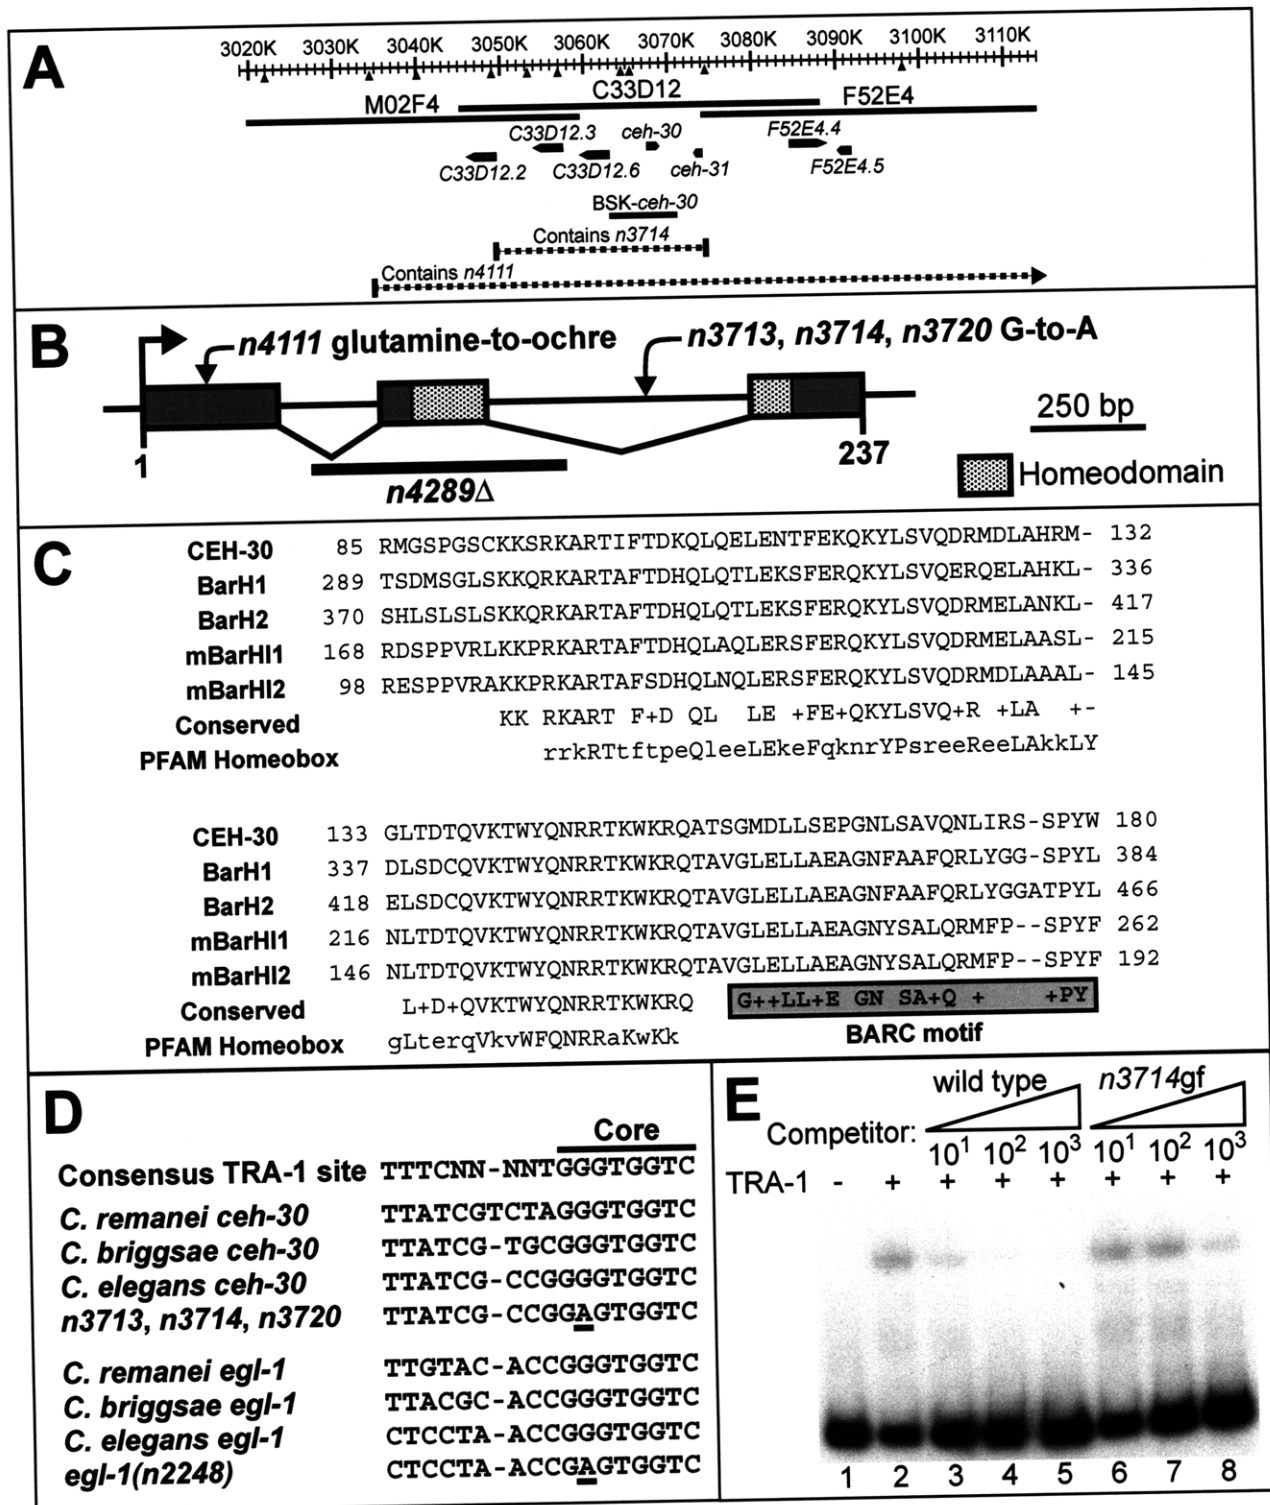 A
3020K 3030K 3040K 3050K 3060K 3070K 3080K 3090K 3100K 3110K
M02F4 C33D12 F52E4
C33D12.3 ceh-30 F52E4.4
C33D12.2 C33D12.6 ceh-31 F52E4.5
BSK-ceh-30
Contains n3714
Contains n4111
B
n4111 glutamine-to-ochre
n3713, n3714, n3720 G-to-A
250 bp
1
237
n4289Δ
Homeodomain
C
CEH-30 85 RMGSPGSCKKSRKARTIFTDKQLQELENTFEKQKYLSVQDRMDLAHRM- 132
BarH1 289 TSDMSGLSKKQRKARTAFTDHQLQTLEKSFERQKYLSVQERQELAHKL- 336
BarH2 370 SHLSLSLSKKQRKARTAFTDHQLQTLEKSFERQKYLSVQDRMELANKL- 417
mBarHl1 168 RDSPPVRLKKPRKARTAFTDHQLAQLERSFERQKYLSVQDRMELAASL- 215
mBarHl2 98 RESPPVRAKKPRKARTAFSDHQLNQLERSFERQKYLSVQDRMDLAAAL- 145
Conserved KK RKART F+D QL LE +FE+QKYLSVQ+R +LA +-
PFAM Homeobox rrkRTtftpeQleeLEkeFqknrYPsreeReeLAkkLY
CEH-30 133 GLTDTQVKTWYQNRRTKWKRQATSGMDLLSEPGNLSAVQNLIRS-SPYW 180
BarH1 337 DLSDCQVKTWYQNRRTKWKRQTAVGLELLAEAGNFAAFQRLYGG-SPYL 384
BarH2 418 ELSDCQVKTWYQNRRTKWKRQTAVGLELLAEAGNFAAFQRLYGGATPYL 466
mBarHl1 216 NLTDTQVKTWYQNRRTKWKRQTAVGLELLAEAGNYSALQRMFP--SPYF 262
mBarHl2 146 NLTDTQVKTWYQNRRTKWKRQTAVGLELLAEAGNYSALQRMFP--SPYF 192
Conserved L+D+QVKTWYQNRRTKWKRQ G++LL+E GN SA+Q + +PY
PFAM Homeobox gLterqVkvWFQNRRaKwKk BARC motif
D
Core
Consensus TRA-1 site TTTCNN-NNTGGGTGGTC
C. remanei ceh-30 TTATCGTCTAGGGTGGTC
C. briggsae ceh-30 TTATCG-TGCGGGTGGTC
C. elegans ceh-30 TTATCG-CCGGGGTGGTC
n3713, n3714, n3720 TTATCG-CCGGAGTGGTC
C. remanei egl-1 TTGTAC-ACCGGGTGGTC
C. briggsae egl-1 TTACGC-ACCGGGTGGTC
C. elegans egl-1 CTCCTA-ACCGGGTGGTC
egl-1(n2248) CTCCTA-ACCGAGTGGTC
E
wild type n3714gf
Competitor: 10¹ 10² 10³ 10¹ 10² 10³
TRA-1 - + + + + + + +
1 2 3 4 5 6 7 8